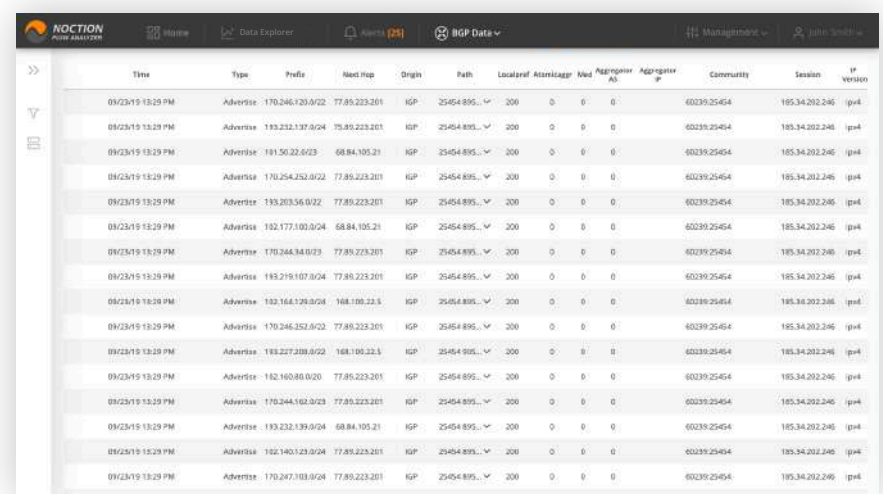 NOCTION Home Data Explorer Alerts (25) BGP Data Management John Smith
FLOW ANALYZER
Time Type Prefix Next Hop Origin Path Localpref Atomicaggr Med Aggregator AS Aggregator IP Community Session IP Version
09/23/19 13:29 PM Advertise 170.246.120.0/22 77.89.223.201 IGP 25454 895... 200 0 0 0 60239:25454 185.34.202.246 ipv4
09/23/19 13:29 PM Advertise 193.232.137.0/24 75.89.223.201 IGP 25454 895... 200 0 0 0 60239:25454 185.34.202.246 ipv4
09/23/19 13:29 PM Advertise 101.50.22.0/23 68.84.105.21 IGP 25454 895... 200 0 0 0 60239:25454 185.34.202.246 ipv4
09/23/19 13:29 PM Advertise 170.254.252.0/22 77.89.223.201 IGP 25454 895... 200 0 0 0 60239:25454 185.34.202.246 ipv4
09/23/19 13:29 PM Advertise 193.203.56.0/22 77.89.223.201 IGP 25454 895... 200 0 0 0 60239:25454 185.34.202.246 ipv4
09/23/19 13:29 PM Advertise 102.177.100.0/24 68.84.105.21 IGP 25454 895... 200 0 0 0 60239:25454 185.34.202.246 ipv4
09/23/19 13:29 PM Advertise 170.244.34.0/23 77.89.223.201 IGP 25454 895... 200 0 0 0 60239:25454 185.34.202.246 ipv4
09/23/19 13:29 PM Advertise 193.219.107.0/24 77.89.223.201 IGP 25454 895... 200 0 0 0 60239:25454 185.34.202.246 ipv4
09/23/19 13:29 PM Advertise 102.164.129.0/24 168.100.22.5 IGP 25454 895... 200 0 0 0 60239:25454 185.34.202.246 ipv4
09/23/19 13:29 PM Advertise 170.246.252.0/22 77.89.223.201 IGP 25454 895... 200 0 0 0 60239:25454 185.34.202.246 ipv4
09/23/19 13:29 PM Advertise 193.227.208.0/22 168.100.22.5 IGP 25454 905... 200 0 0 0 60239:25454 185.34.202.246 ipv4
09/23/19 13:29 PM Advertise 102.160.80.0/20 77.89.223.201 IGP 25454 895... 200 0 0 0 60239:25454 185.34.202.246 ipv4
09/23/19 13:29 PM Advertise 170.244.162.0/23 77.89.223.201 IGP 25454 895... 200 0 0 0 60239:25454 185.34.202.246 ipv4
09/23/19 13:29 PM Advertise 193.232.139.0/24 68.84.105.21 IGP 25454 895... 200 0 0 0 60239:25454 185.34.202.246 ipv4
09/23/19 13:29 PM Advertise 102.140.123.0/24 77.89.223.201 IGP 25454 895... 200 0 0 0 60239:25454 185.34.202.246 ipv4
09/23/19 13:29 PM Advertise 170.247.103.0/24 77.89.223.201 IGP 25454 895... 200 0 0 0 60239:25454 185.34.202.246 ipv4